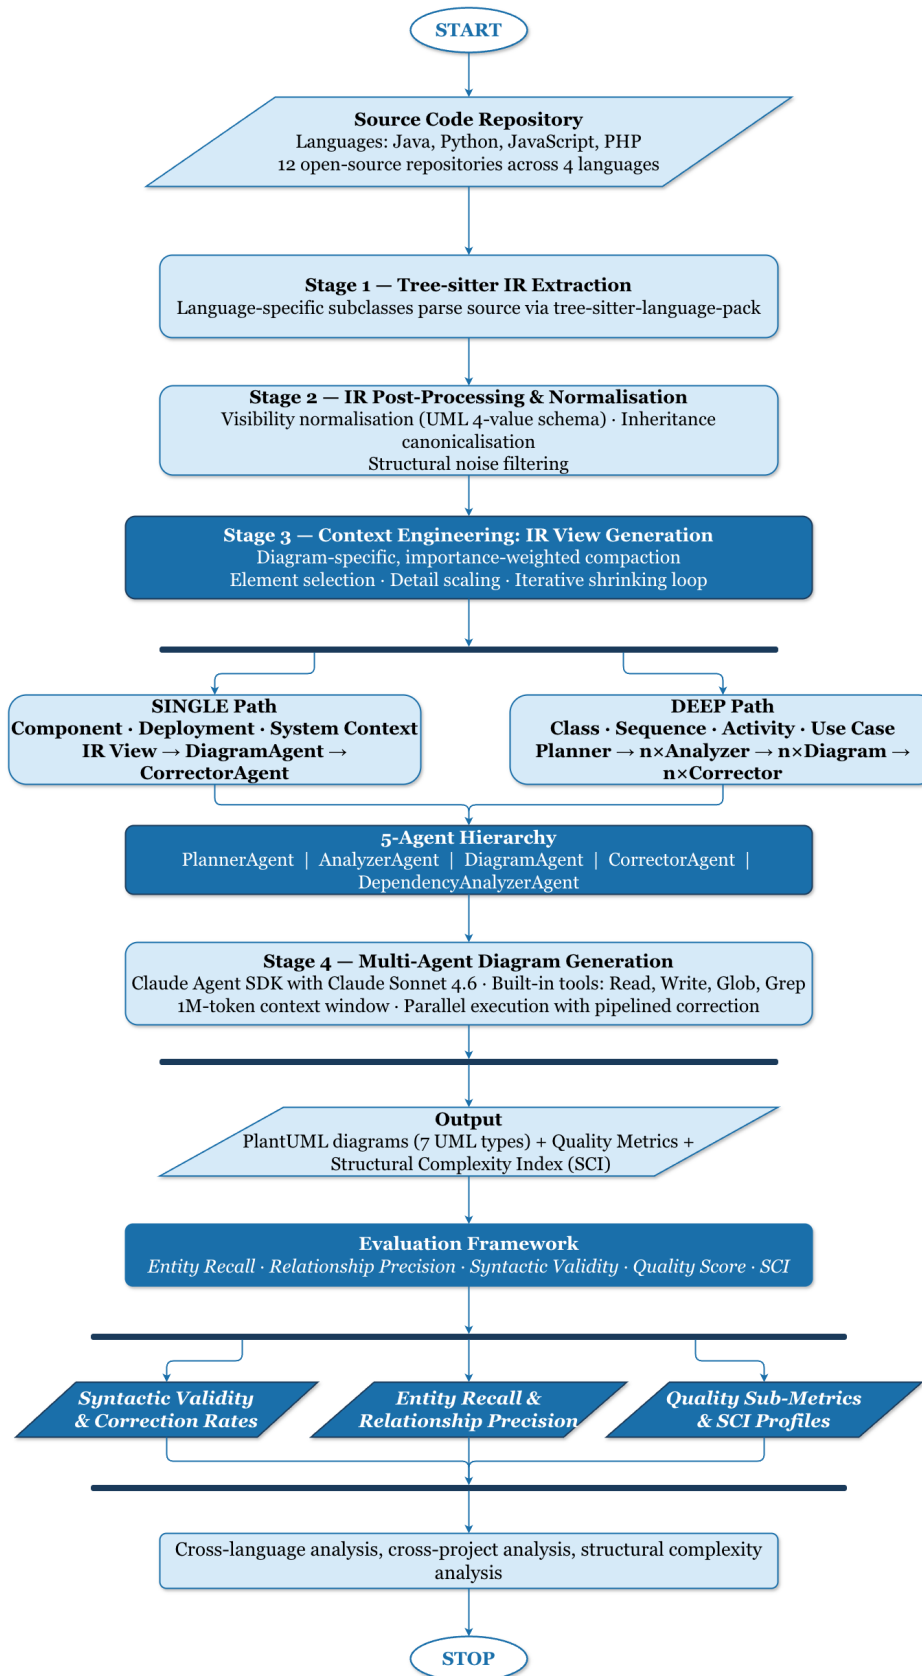 START
Source Code Repository
Languages: Java, Python, JavaScript, PHP
12 open-source repositories across 4 languages
Stage 1 — Tree-sitter IR Extraction
Language-specific subclasses parse source via tree-sitter-language-pack
Stage 2 — IR Post-Processing & Normalisation
Visibility normalisation (UML 4-value schema) · Inheritance
canonicalisation
Structural noise filtering
Stage 3 — Context Engineering: IR View Generation
Diagram-specific, importance-weighted compaction
Element selection · Detail scaling · Iterative shrinking loop
SINGLE Path
Component · Deployment · System Context
IR View → DiagramAgent →
CorrectorAgent
DEEP Path
Class · Sequence · Activity · Use Case
Planner → n×Analyzer → n×Diagram →
n×Corrector
5-Agent Hierarchy
PlannerAgent | AnalyzerAgent | DiagramAgent | CorrectorAgent |
DependencyAnalyzerAgent
Stage 4 — Multi-Agent Diagram Generation
Claude Agent SDK with Claude Sonnet 4.6 · Built-in tools: Read, Write, Glob, Grep
1M-token context window · Parallel execution with pipelined correction
Output
PlantUML diagrams (7 UML types) + Quality Metrics +
Structural Complexity Index (SCI)
Evaluation Framework
Entity Recall · Relationship Precision · Syntactic Validity · Quality Score · SCI
Syntactic Validity
& Correction Rates
Entity Recall &
Relationship Precision
Quality Sub-Metrics
& SCI Profiles
Cross-language analysis, cross-project analysis, structural complexity
analysis
STOP